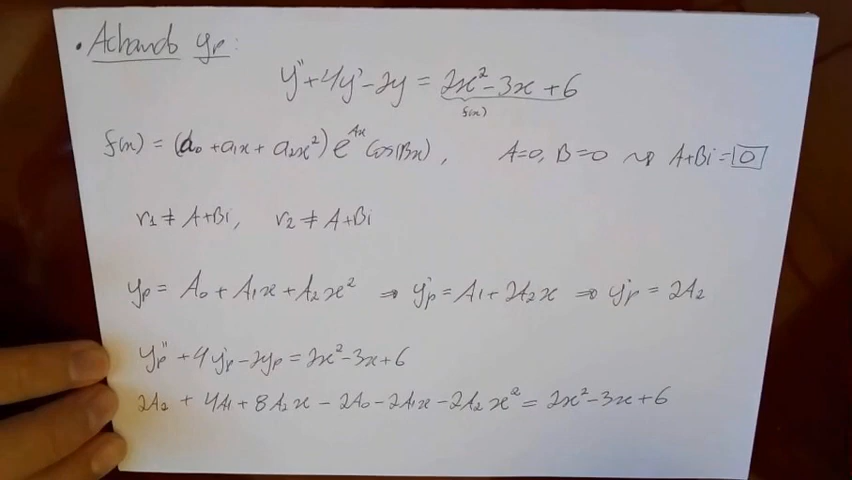 • Achando yp:
y'' + 4y' - 2y = 2x² - 3x + 6
f(x)
f(x) = (a₀ + a₁x + a₂x²) e^(Ax) cos(Bx), A=0, B=0 ⇝ A+Bi = 0
r₁ ≠ A+Bi, r₂ ≠ A+Bi
yp = A₀ + A₁x + A₂x² ⇒ y'p = A₁ + 2A₂x ⇒ y'p = 2A₂
yp'' + 4y'p - 2yp = 2x² - 3x + 6
2A₂ + 4A₁ + 8A₂x - 2A₀ - 2A₁x - 2A₂x² = 2x² - 3x + 6